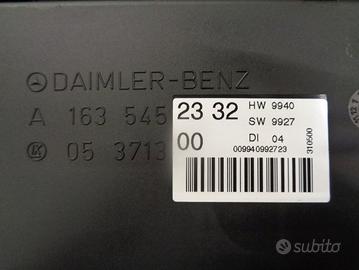 DAIMLER-BENZ
A 163 545 23 32 HW 9940
SW 9927
05 3713 00 DI 04
009940992723
310500
subito